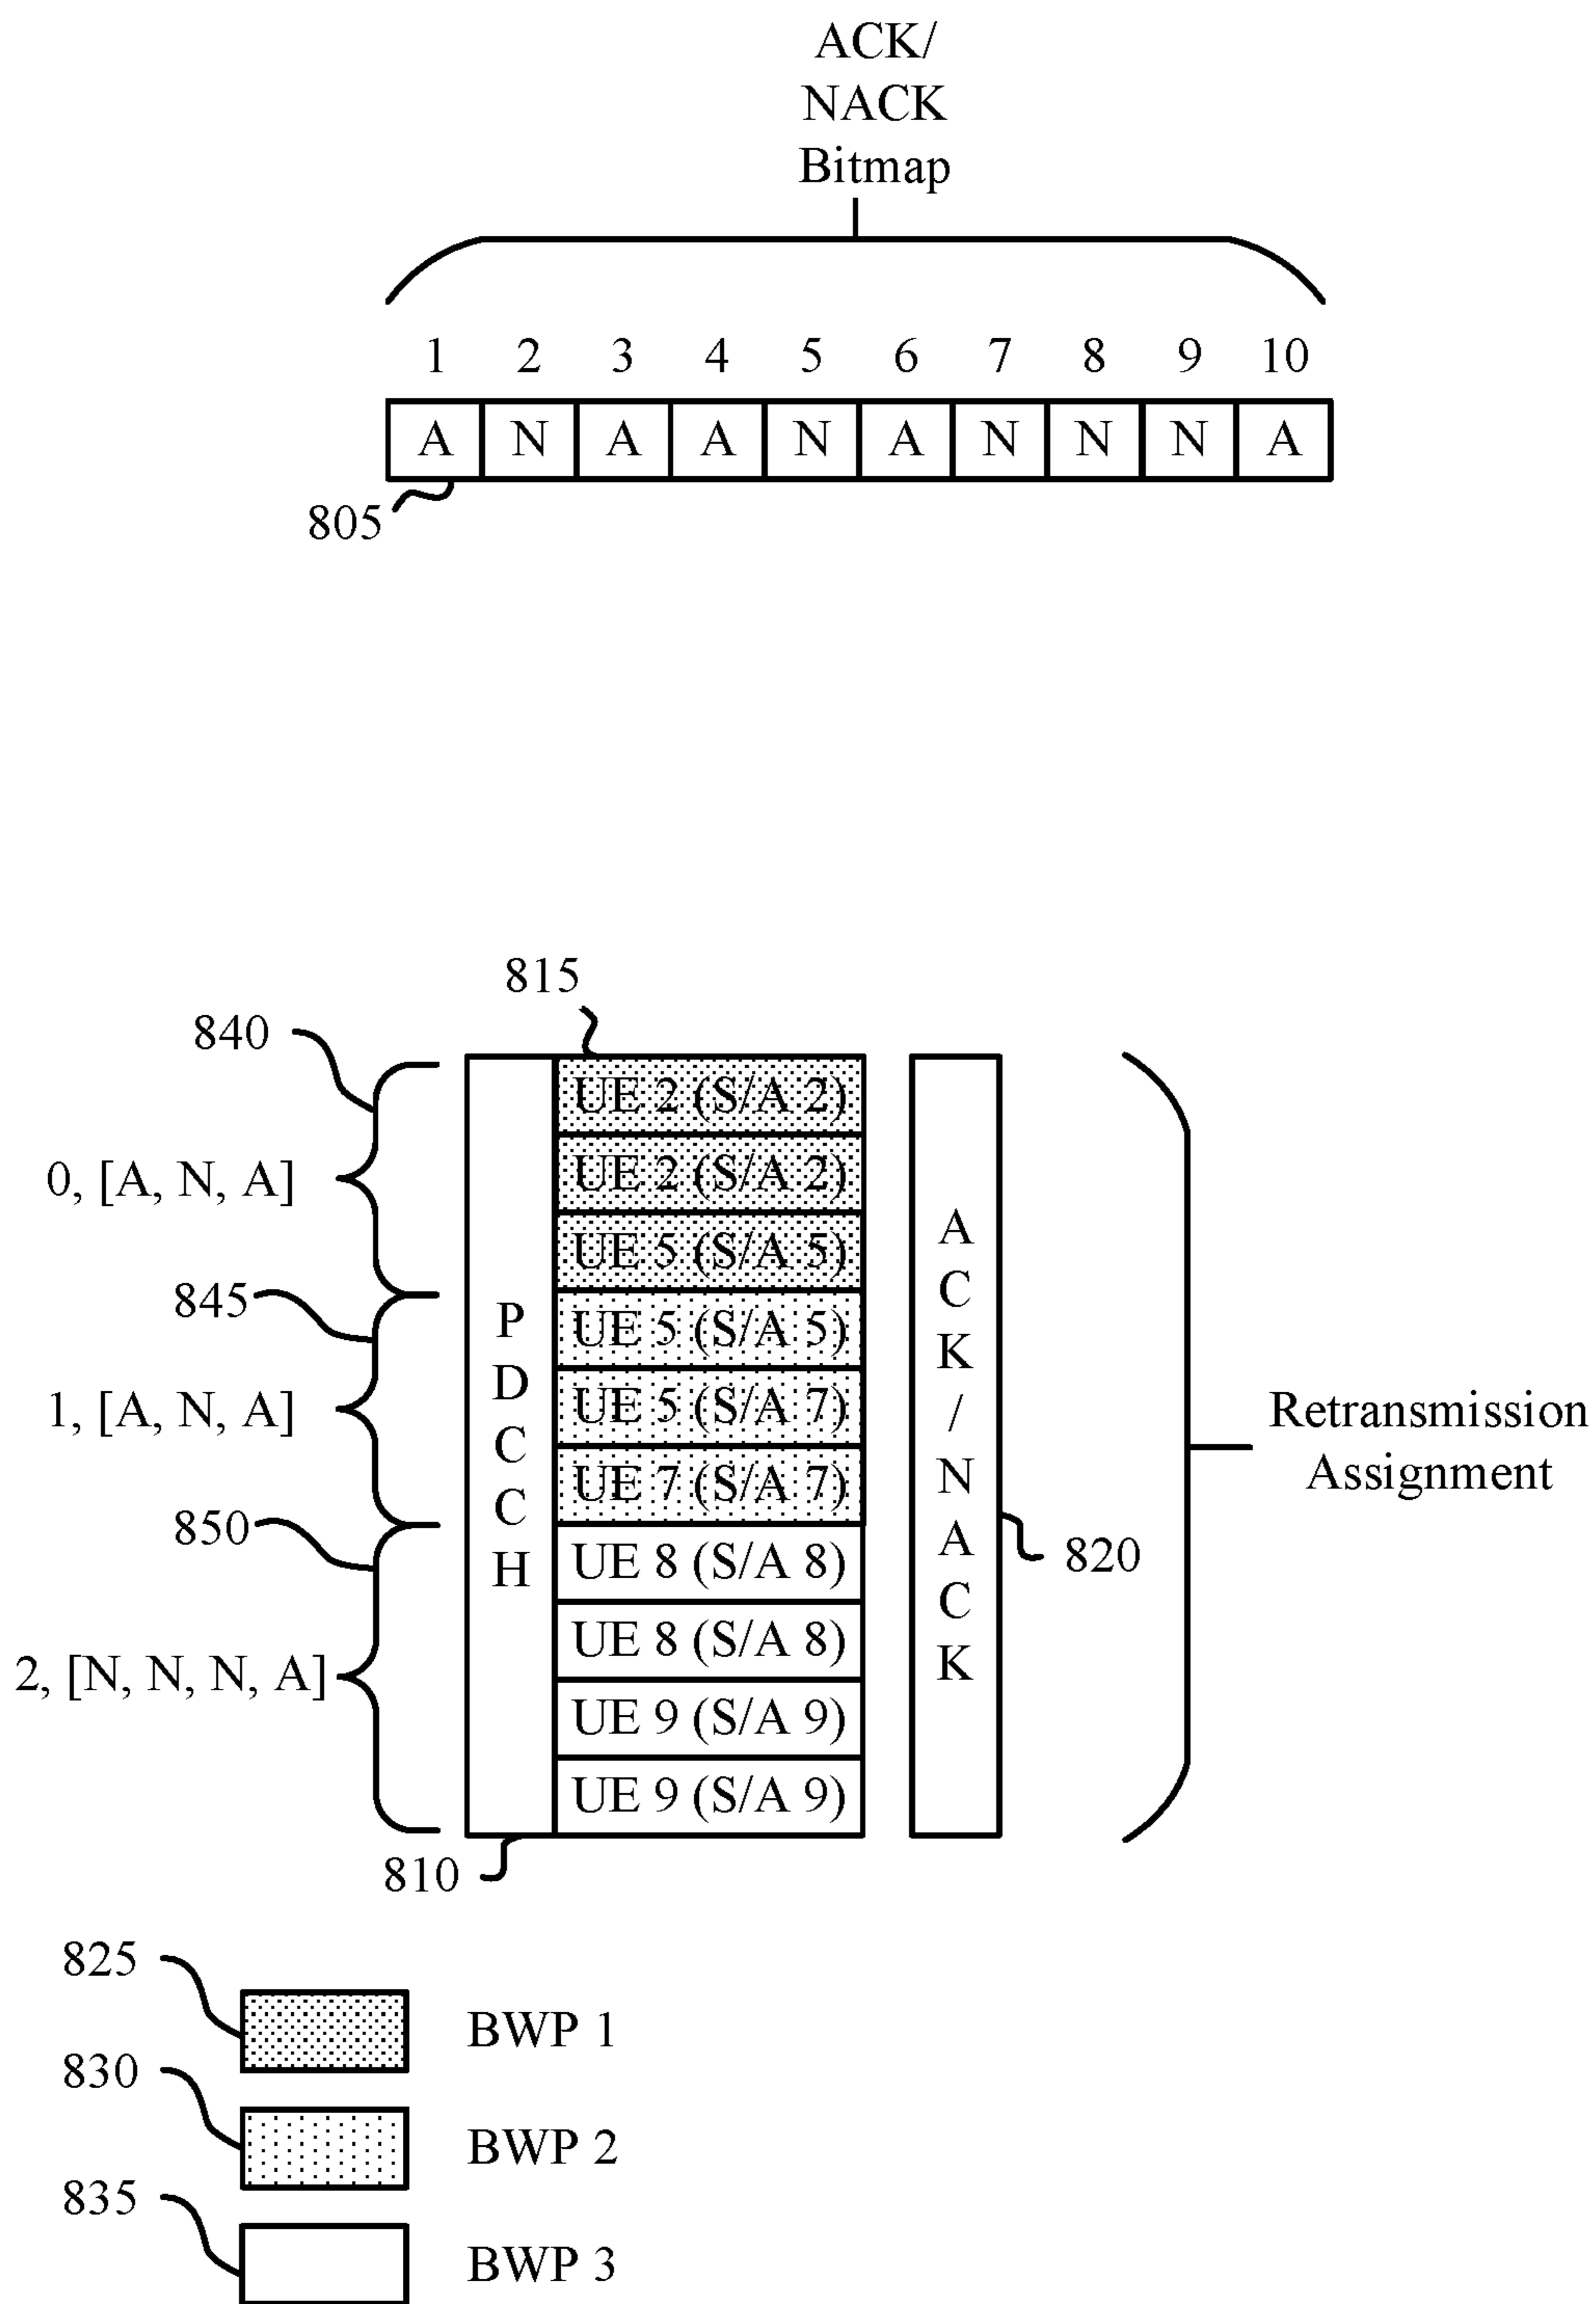 ACK/
NACK
Bitmap
1 2 3 4 5 6 7 8 9 10
A N A A N A N N N A
805
815
840
0, [A, N, A]
845
1, [A, N, A]
850
2, [N, N, N, A]
PDCCH
UE 2 (S/A 2)
UE 2 (S/A 2)
UE 5 (S/A 5)
UE 5 (S/A 5)
UE 5 (S/A 7)
UE 7 (S/A 7)
UE 8 (S/A 8)
UE 8 (S/A 8)
UE 9 (S/A 9)
UE 9 (S/A 9)
ACK/NACK
820
Retransmission
Assignment
810
825
BWP 1
830
BWP 2
835
BWP 3